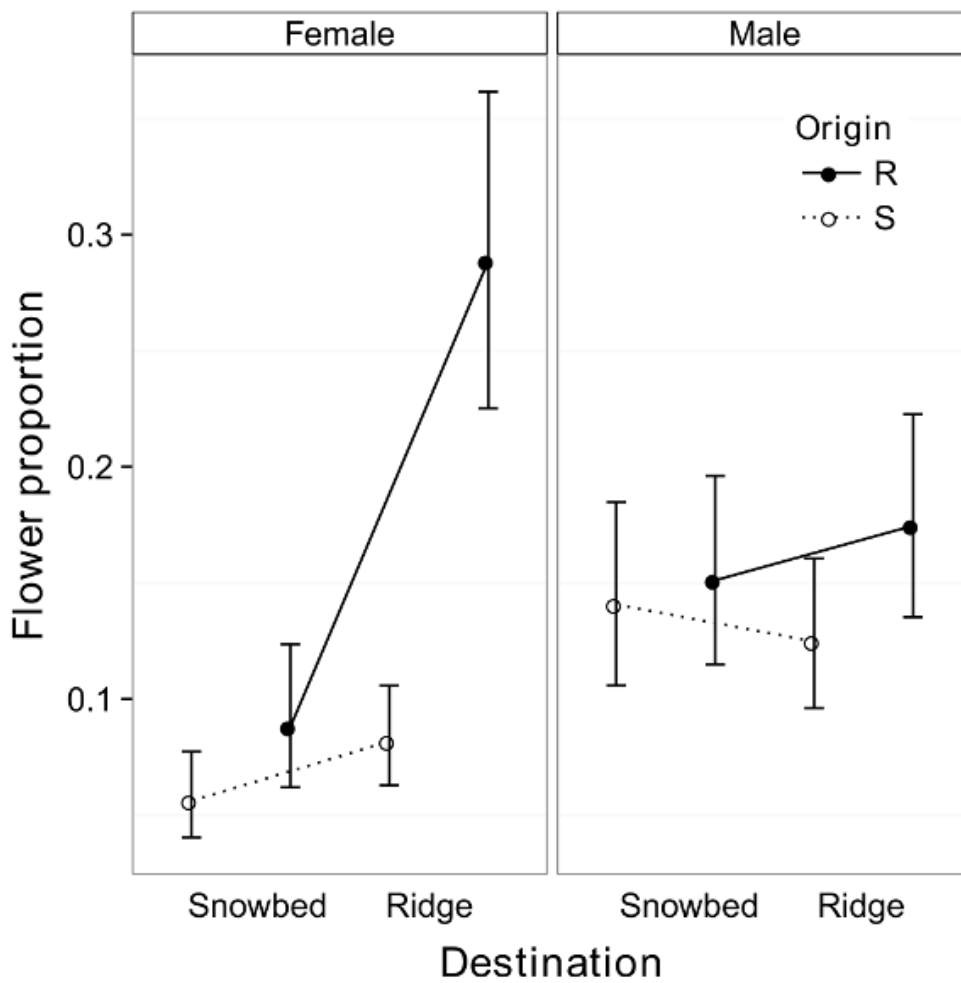 Female
Male
Origin
R
S
0.3
0.2
0.1
Flower proportion
Snowbed Ridge
Snowbed Ridge
Destination